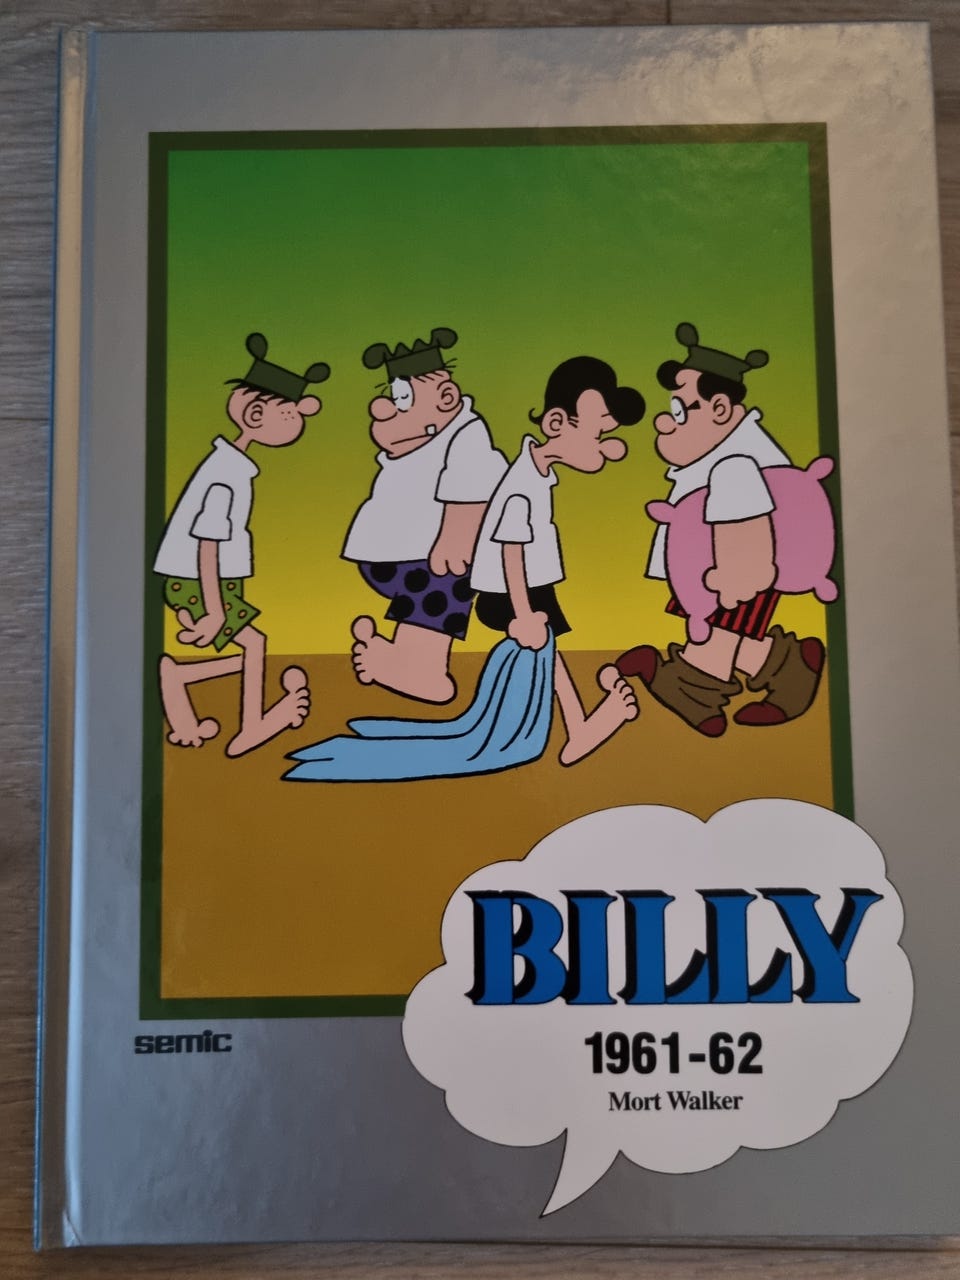 semic
BILLY
1961-62
Mort Walker